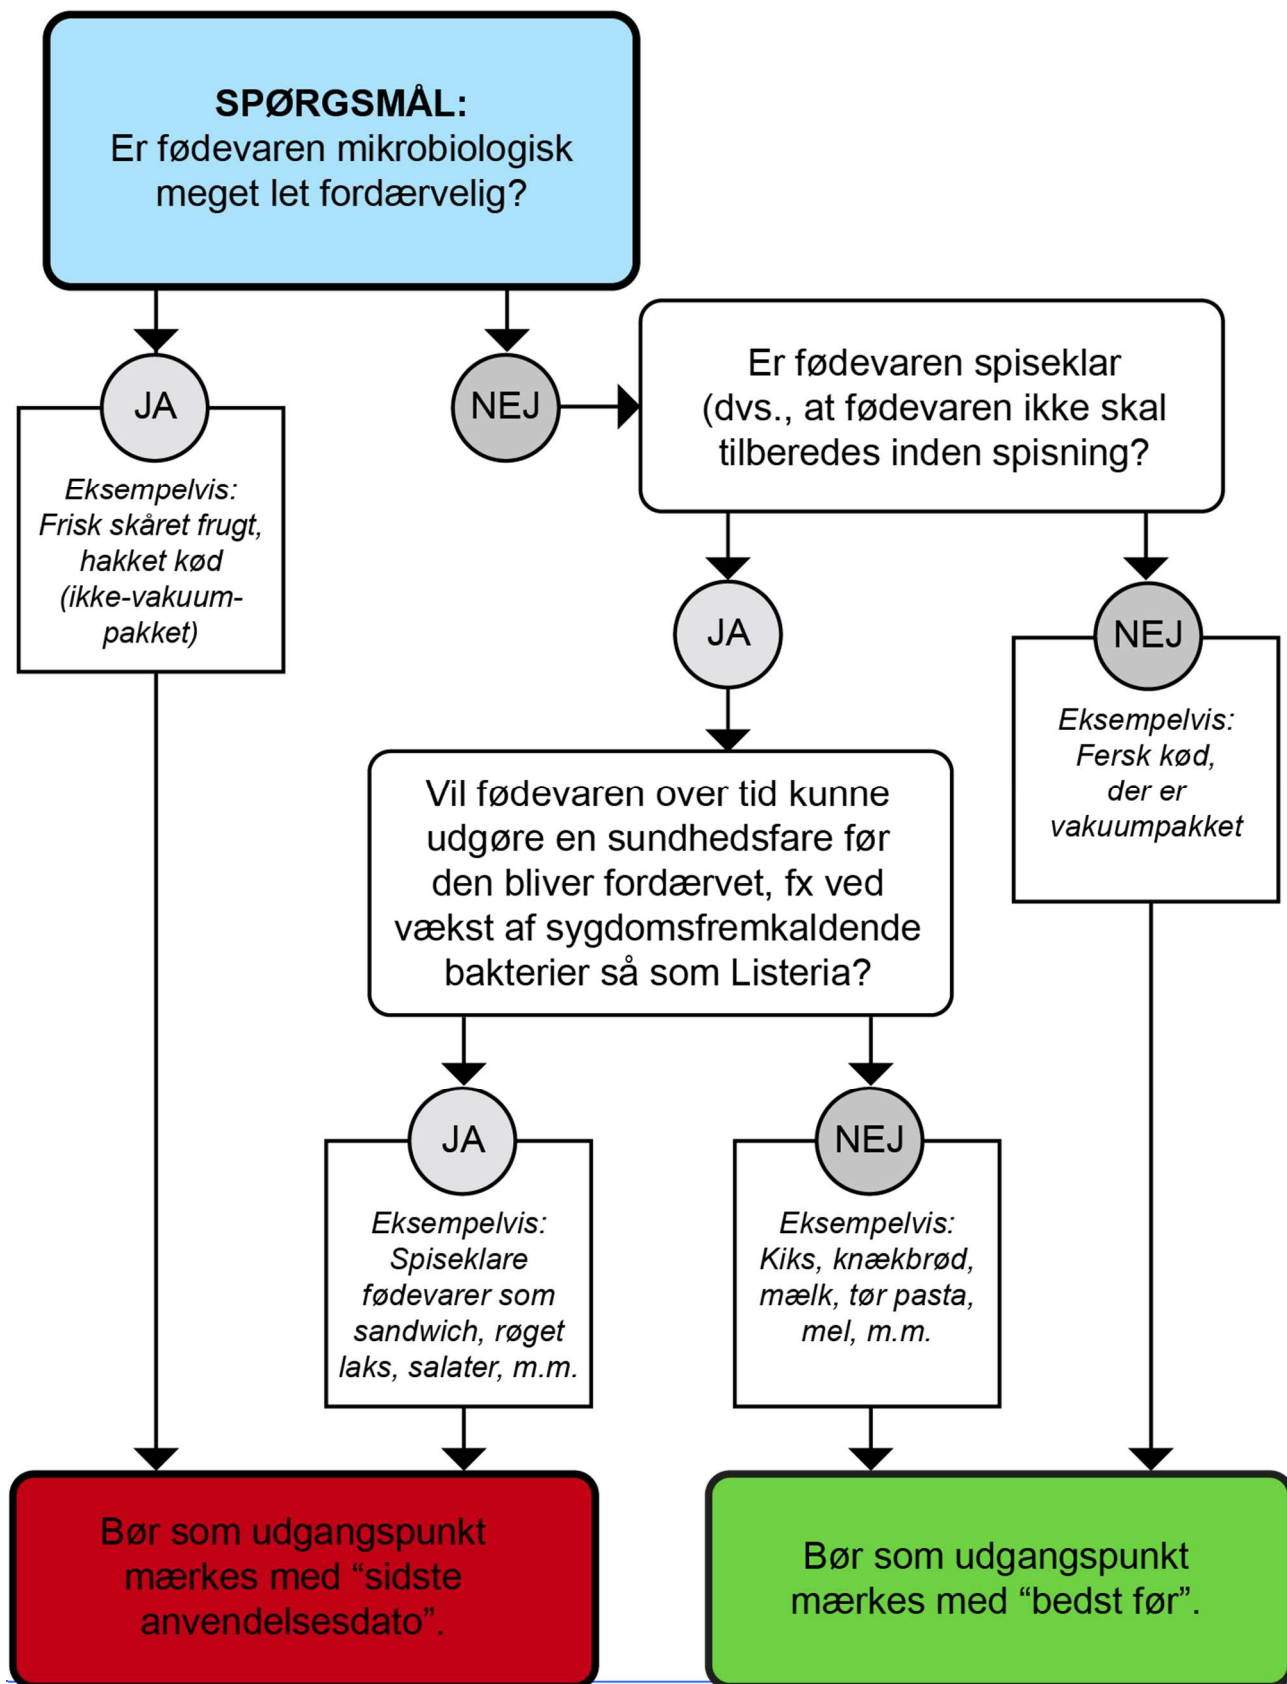 SPØRGSMÅL:
Er fødevaren mikrobiologisk
meget let fordærvelig?
JA
Eksempelvis:
Frisk skåret frugt,
hakket kød
(ikke-vakuum-
pakket)
NEJ
Er fødevaren spiseklar
(dvs., at fødevaren ikke skal
tilberedes inden spisning?
JA
NEJ
Eksempelvis:
Fersk kød,
der er
vakuumpakket
Vil fødevaren over tid kunne
udgøre en sundhedsfare før
den bliver fordærvet, fx ved
vækst af sygdomsfremkaldende
bakterier så som Listeria?
JA
Eksempelvis:
Spiseklare
fødevarer som
sandwich, røget
laks, salater, m.m.
NEJ
Eksempelvis:
Kiks, knækbrød,
mælk, tør pasta,
mel, m.m.
Bør som udgangspunkt
mærkes med “sidste
anvendelsesdato”.
Bør som udgangspunkt
mærkes med “bedst før”.